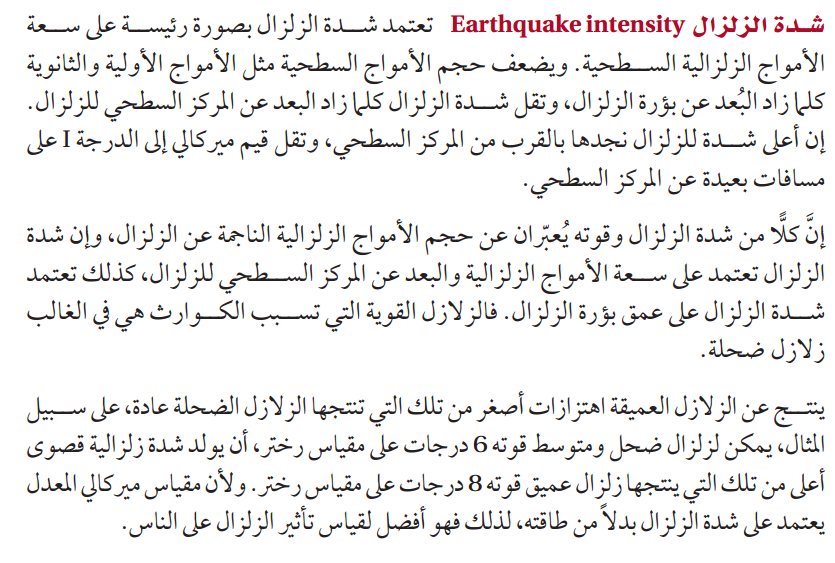 شدة الزلزال Earthquake intensity تعتمد شدة الزلزال بصورة رئيسة على سعة
الأمواج الزلزالية السطحية. ويضعف حجم الأمواج السطحية مثل الأمواج الأولية والثانوية
كلما زاد البُعد عن بؤرة الزلزال، وتقل شدة الزلزال كلما زاد البعد عن المركز السطحي للزلزال.
إن أعلى شدة للزلزال نجدها بالقرب من المركز السطحي، وتقل قيم ميركالي إلى الدرجة I على
مسافات بعيدة عن المركز السطحي.
إنَّ كلًّا من شدة الزلزال وقوته يُعبّران عن حجم الأمواج الزلزالية الناجمة عن الزلزال، وإن شدة
الزلزال تعتمد على سعة الأمواج الزلزالية والبعد عن المركز السطحي للزلزال، كذلك تعتمد
شدة الزلزال على عمق بؤرة الزلزال. فالزلازل القوية التي تسبب الكوارث هي في الغالب
زلازل ضحلة.
ينتج عن الزلازل العميقة اهتزازات أصغر من تلك التي تنتجها الزلازل الضحلة عادة، على سبيل
المثال، يمكن لزلزال ضحل ومتوسط قوته 6 درجات على مقياس رختر، أن يولد شدة زلزالية قصوى
أعلى من تلك التي ينتجها زلزال عميق قوته 8 درجات على مقياس رختر. ولأن مقياس ميركالي المعدل
يعتمد على شدة الزلزال بدلاً من طاقته، لذلك فهو أفضل لقياس تأثير الزلزال على الناس.